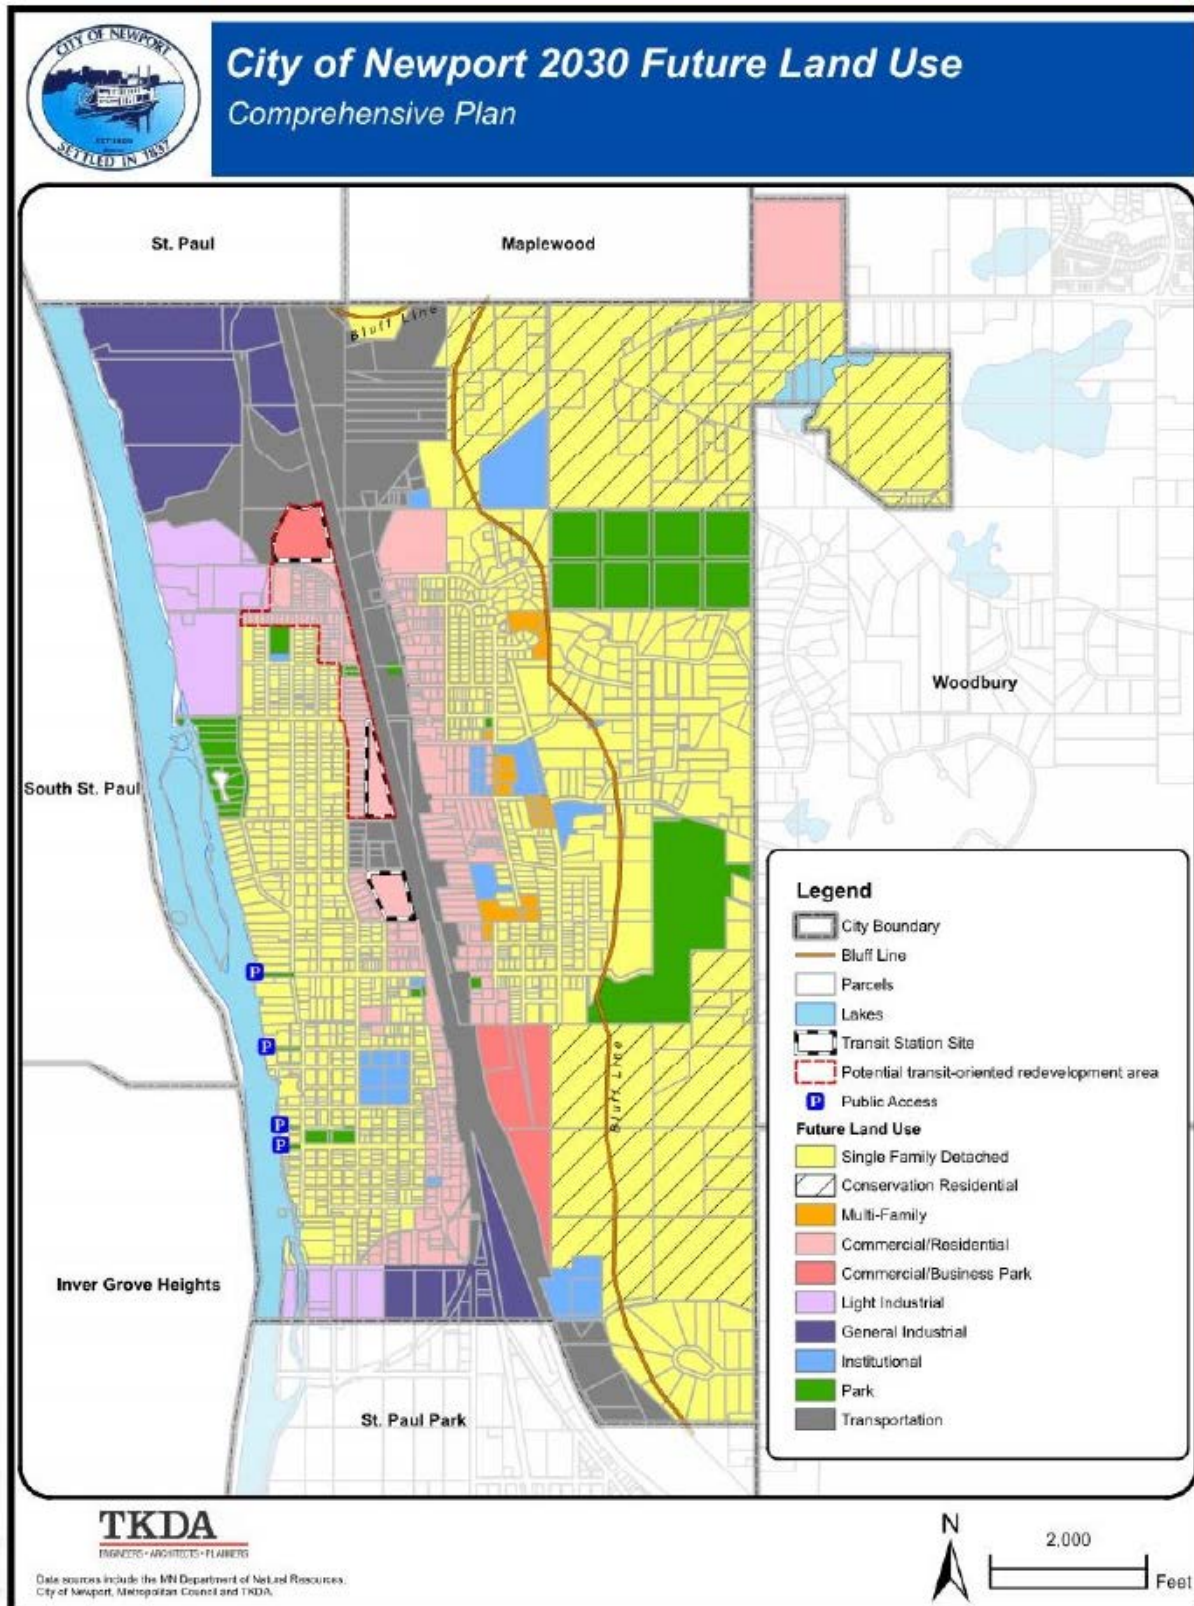 CITY OF NEWPORT
SETTLED IN 1837
City of Newport 2030 Future Land Use
Comprehensive Plan
St. Paul
Maplewood
Bluff Line
Woodbury
South St. Paul
Bluff Line
Inver Grove Heights
St. Paul Park
P
P
P
P
Legend
City Boundary
Bluff Line
Parcels
Lakes
Transit Station Site
Potential transit-oriented redevelopment area
P Public Access
Future Land Use
Single Family Detached
Conservation Residential
Multi-Family
Commercial/Residential
Commercial/Business Park
Light Industrial
General Industrial
Institutional
Park
Transportation
TKDA
ENGINEERS • ARCHITECTS • PLANNERS
Data sources include the MN Department of Natural Resources,
City of Newport, Metropolitan Council and TKDA.
N
2,000
Feet